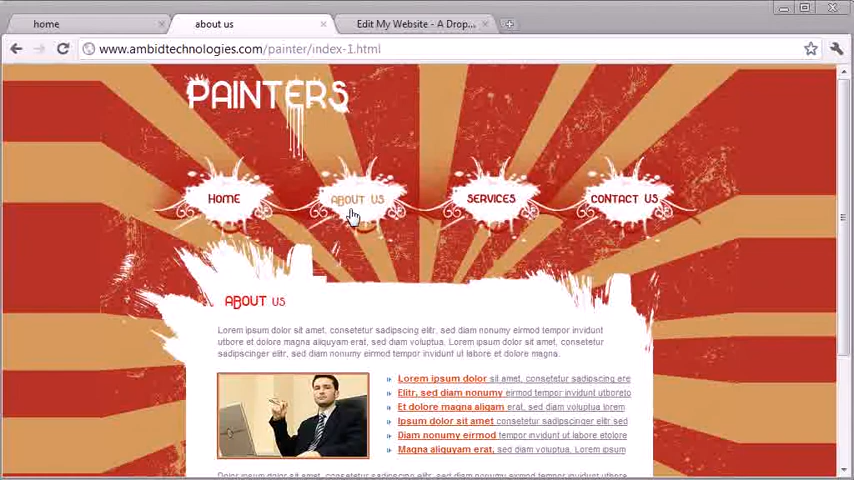 home
about us
Edit My Website - A Drop...
www.ambidtechnologies.com/painter/index-1.html
PAINTERS
HOME
ABOUT US
SERVICES
CONTACT US
ABOUT US
Lorem ipsum dolor sit amet, consetetur sadipscing elitr, sed diam nonumy eirmod tempor invidunt
utboreo et dolore magna aliquyam erat, sed diam voluptua. Lorem ipsum dolor sit amet,
consetetur sadipscing elitr, sed diam nonumy eirmod tempor invidunt ut labore et dolore magna.
Lorem ipsum dolor sit amet, consetetur sadipscing ere
Elitr, sed diam nonumy eirmod tempor invidunt utboreto
Et dolore magna aliqam erat, sed diam voluptua lorem
Ipsum dolor sit amet consetetur sadipscing elitr sed
Diam nonumy eirmod tempor invidunt ut labore etolore
Magna aliquyam erat, sed diam voluptua. Lorem ipsum